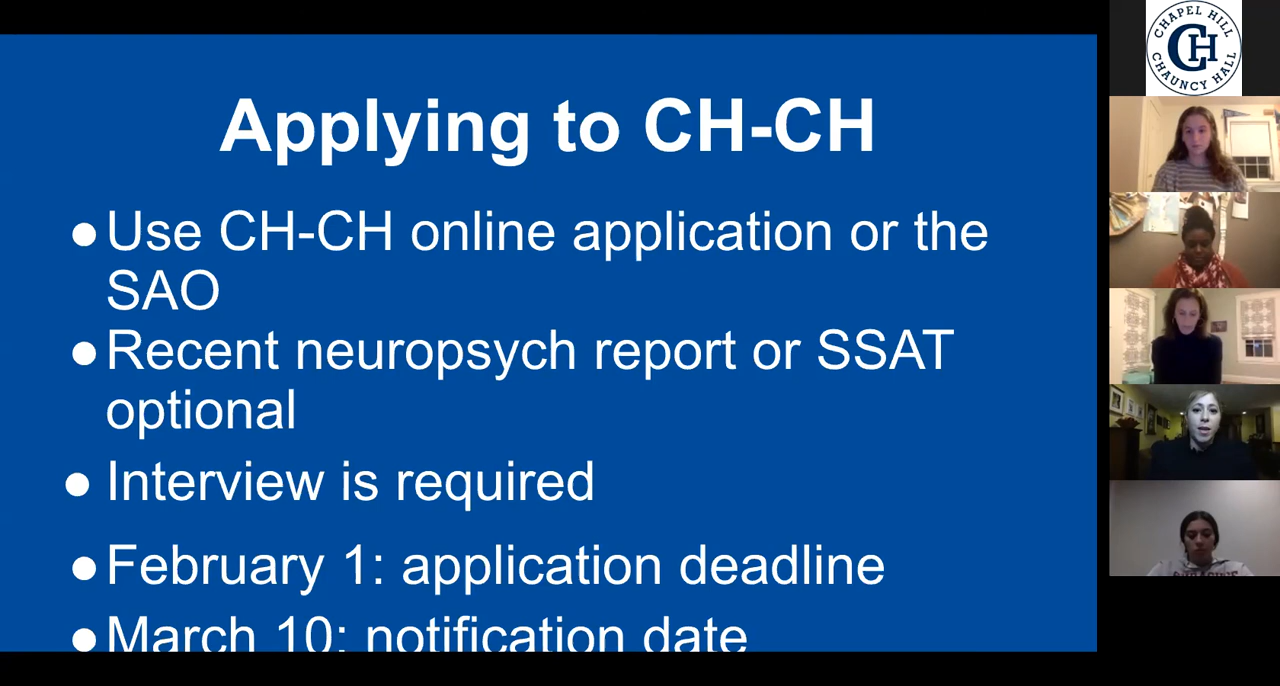 Applying to CH-CH
●Use CH-CH online application or the
SAO
●Recent neuropsych report or SSAT
optional
● Interview is required
●February 1: application deadline
●March 10: notification date
CHAPEL HILL
CH
CHAUNCY HALL